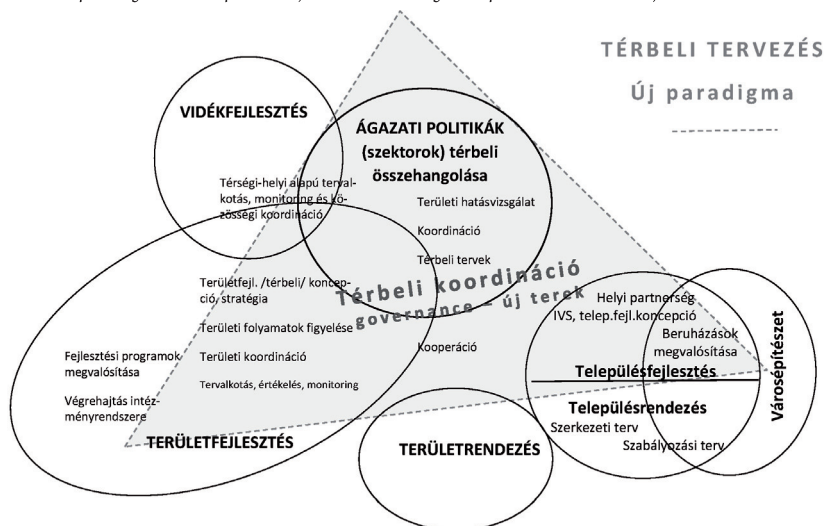 TÉRBELI TERVEZÉS
Új paradigma
VIDÉKFEJLESZTÉS
ÁGAZATI POLITIKÁK
(szektorok) térbeli
összehangolása
Térségi-helyi alapú terval-
kotás, monitoring és kö-
zösségi koordináció
Területi hatásvizsgálat
Koordináció
Térbeli tervek
Térbeli koordináció
governance – új terek
Területfejl. /térbeli/ koncep-
ció, stratégia
Területi folyamatok figyelése
Területi koordináció
Tervalkotás, értékelés, monitoring
Fejlesztési programok
megvalósítása
Végrehajtás intéz-
ményrendszere
TERÜLETFEJLESZTÉS
Kooperáció
TERÜLETRENDEZÉS
Helyi partnerség
IVS, telep.fejl.koncepció
Beruházások
megvalósítása
Településfejlesztés
Településrendezés
Szerkezeti terv
Szabályozási terv
Városépítészet